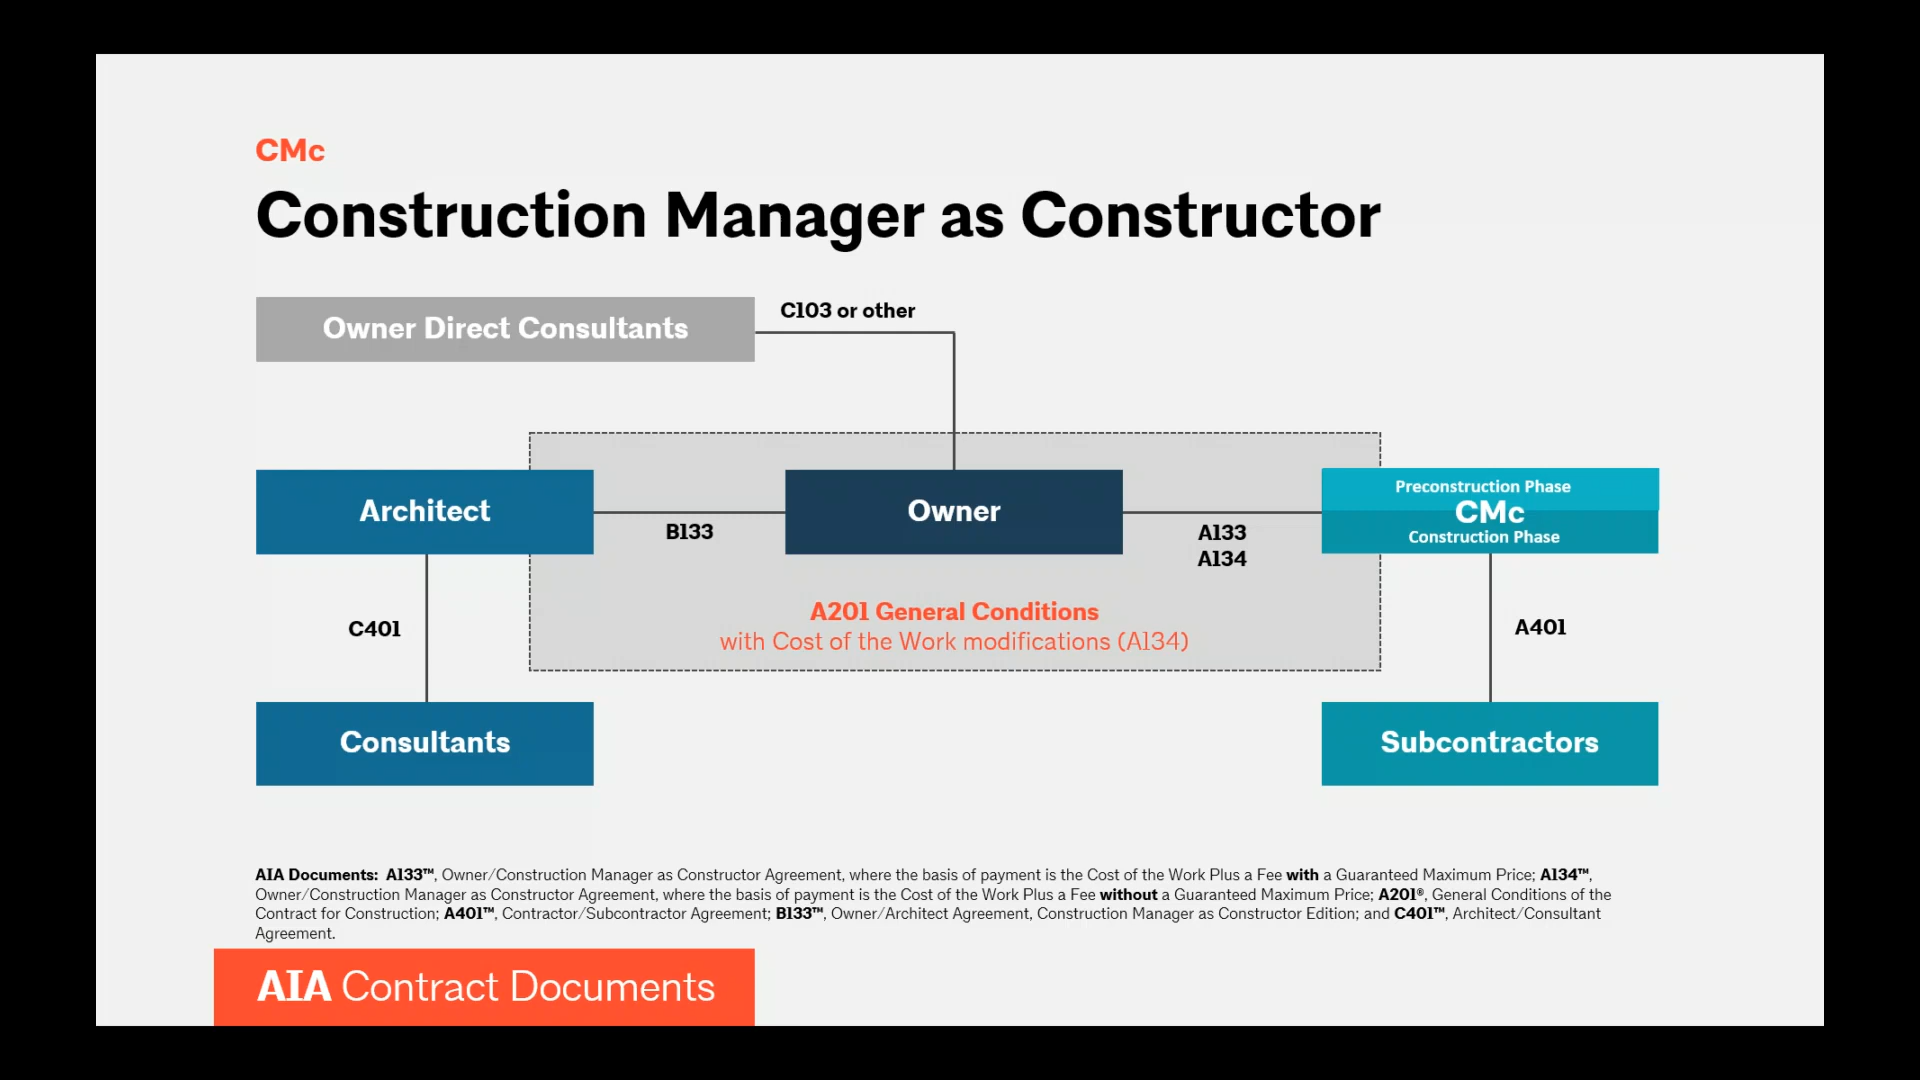 CMc
Construction Manager as Constructor
Owner Direct Consultants
C103 or other
Architect
B133
Owner
A133
A134
Preconstruction Phase
CMc
Construction Phase
A201 General Conditions
with Cost of the Work modifications (A134)
C401
A401
Consultants
Subcontractors
AIA Documents: A133™, Owner/Construction Manager as Constructor Agreement, where the basis of payment is the Cost of the Work Plus a Fee with a Guaranteed Maximum Price; A134™,
Owner/Construction Manager as Constructor Agreement, where the basis of payment is the Cost of the Work Plus a Fee without a Guaranteed Maximum Price; A201®, General Conditions of the
Contract for Construction; A401™, Contractor/Subcontractor Agreement; B133™, Owner/Architect Agreement, Construction Manager as Constructor Edition; and C401™, Architect/Consultant
Agreement.
AIA Contract Documents